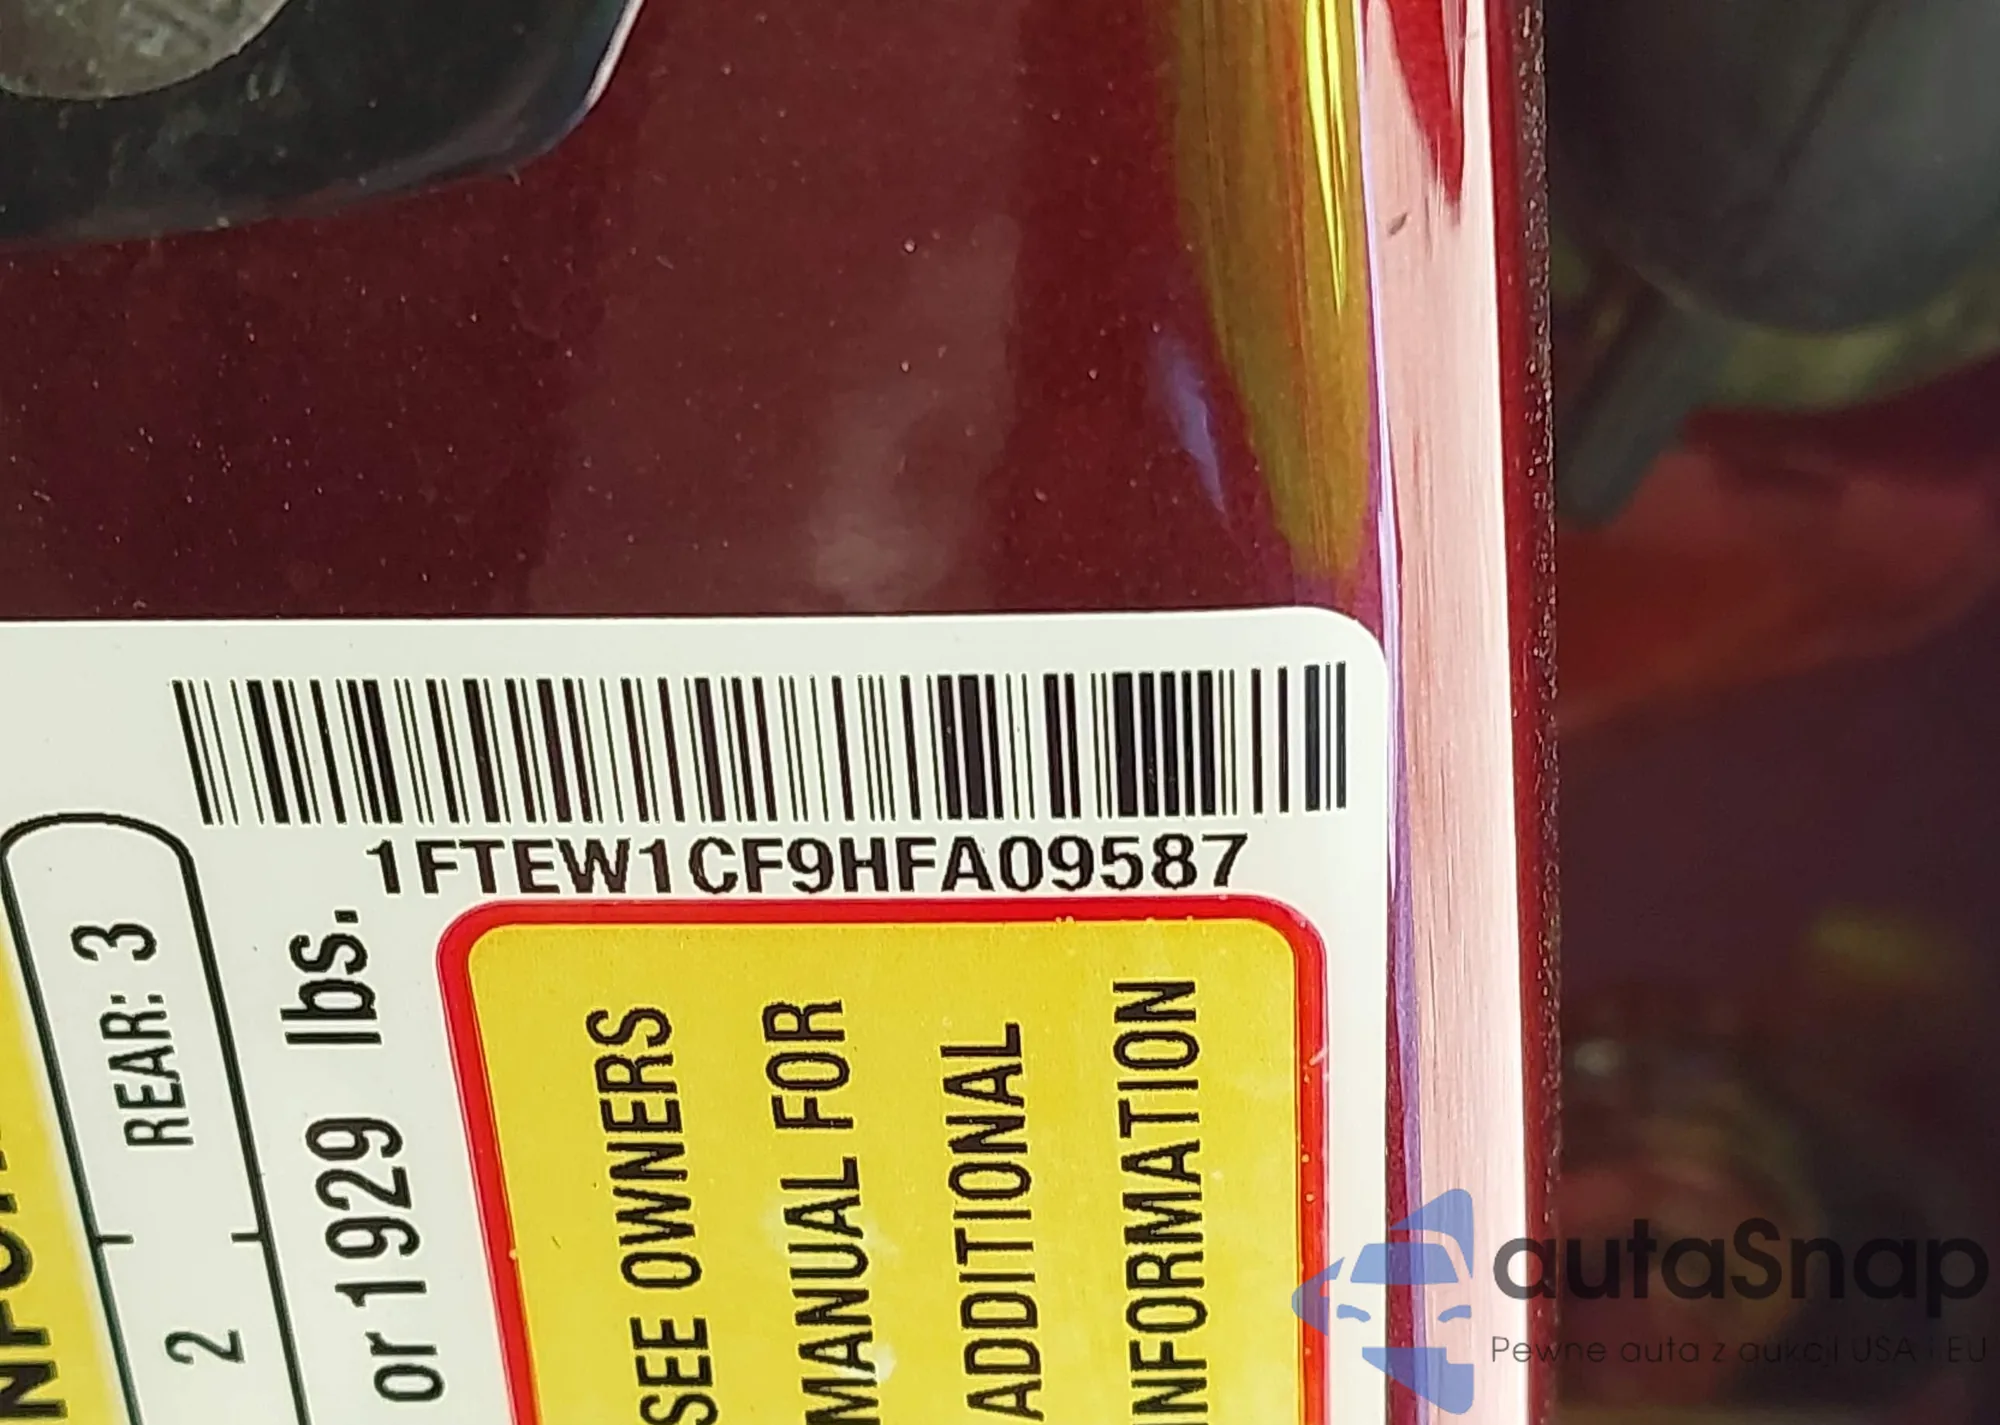 1FTEW1CF9HFA09587
REAR: 3
2
or 1929 lbs.
SEE OWNERS
MANUAL FOR
ADDITIONAL
INFORMATION
autaSnap
Pewne auta z aukcji USA i EU